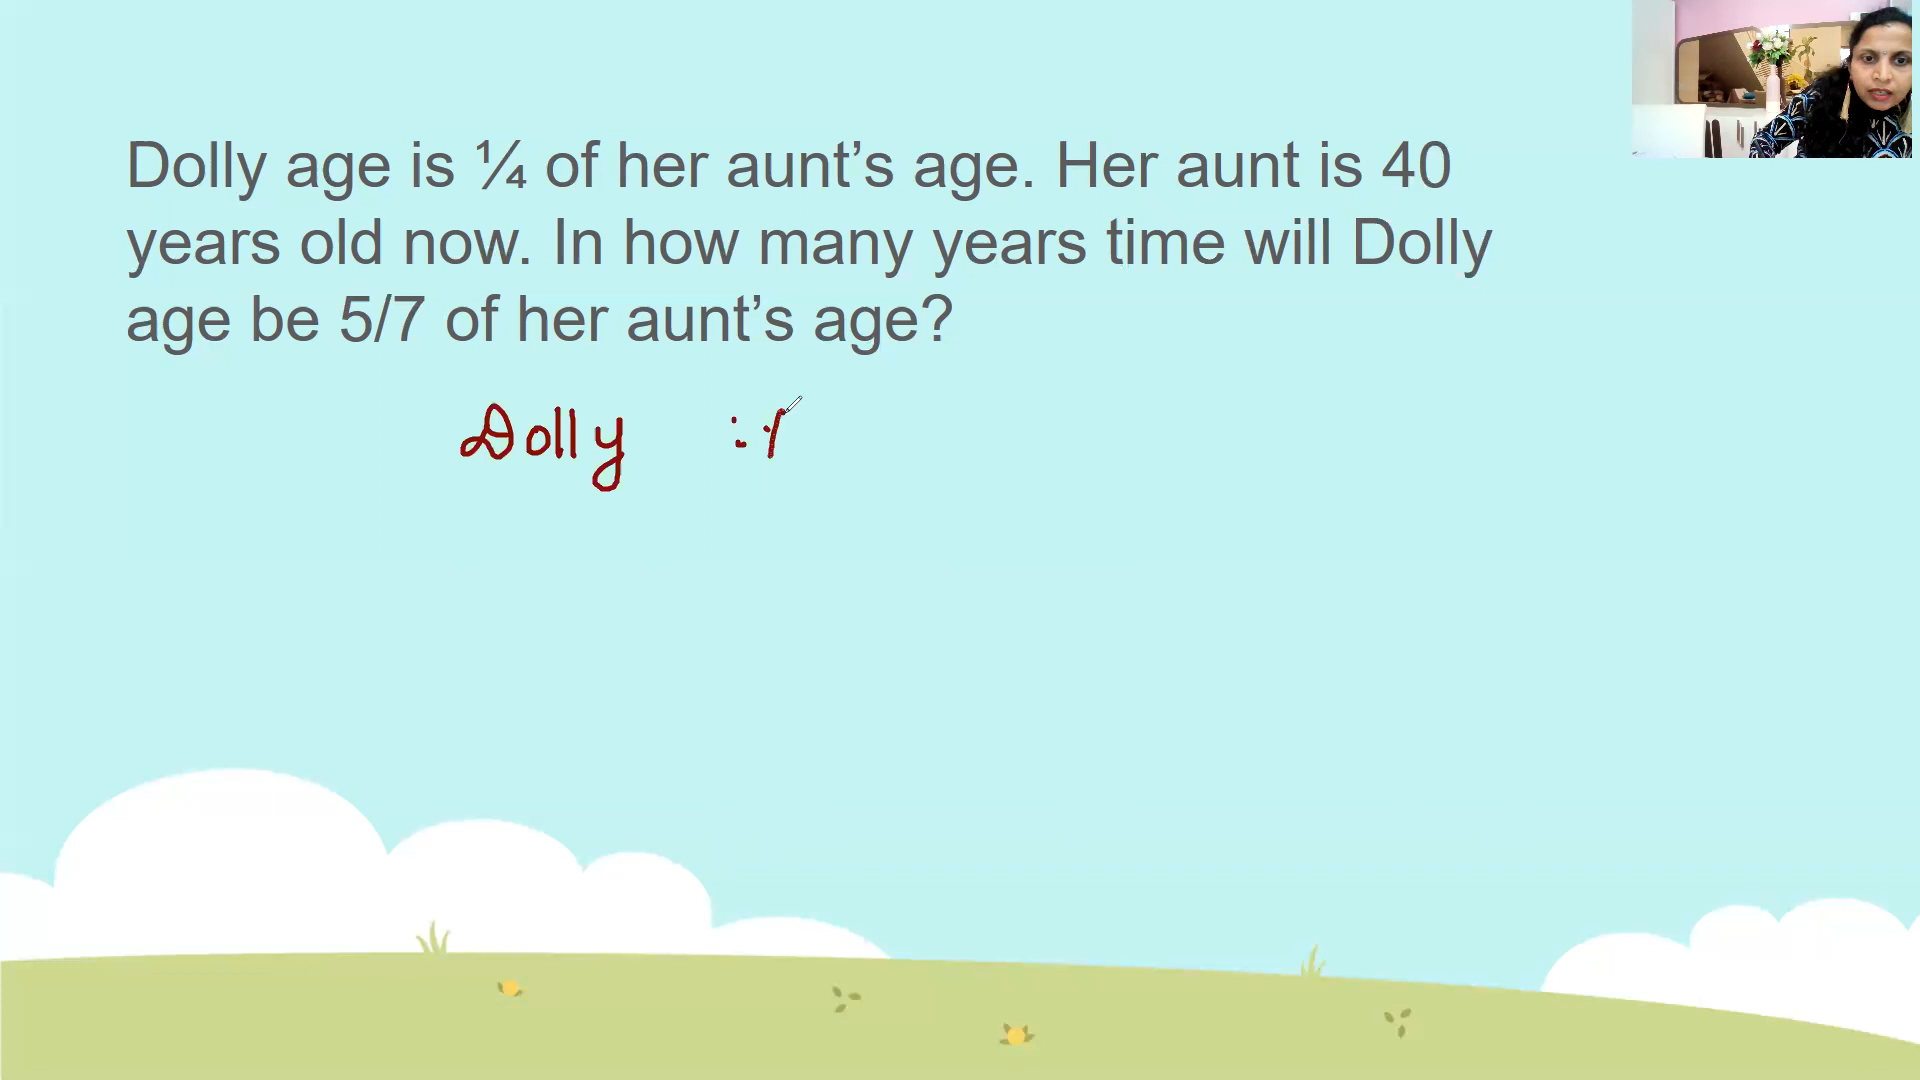 Dolly age is ¼ of her aunt’s age. Her aunt is 40
years old now. In how many years time will Dolly
age be 5/7 of her aunt’s age?
Dolly :